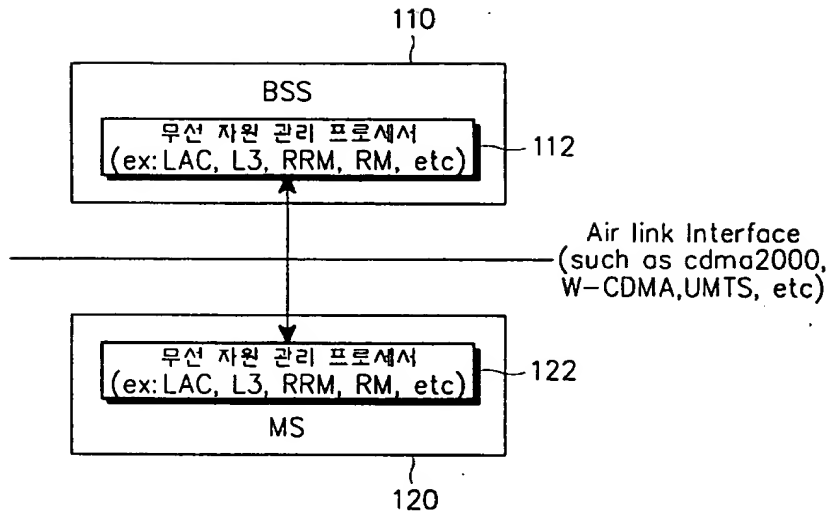 110
BSS
무선 자원 관리 프로세서
(ex: LAC, L3, RRM, RM, etc)
112
Air link Interface
(such as cdma2000,
W-CDMA,UMTS, etc)
무선 자원 관리 프로세서
(ex: LAC, L3, RRM, RM, etc)
122
MS
120